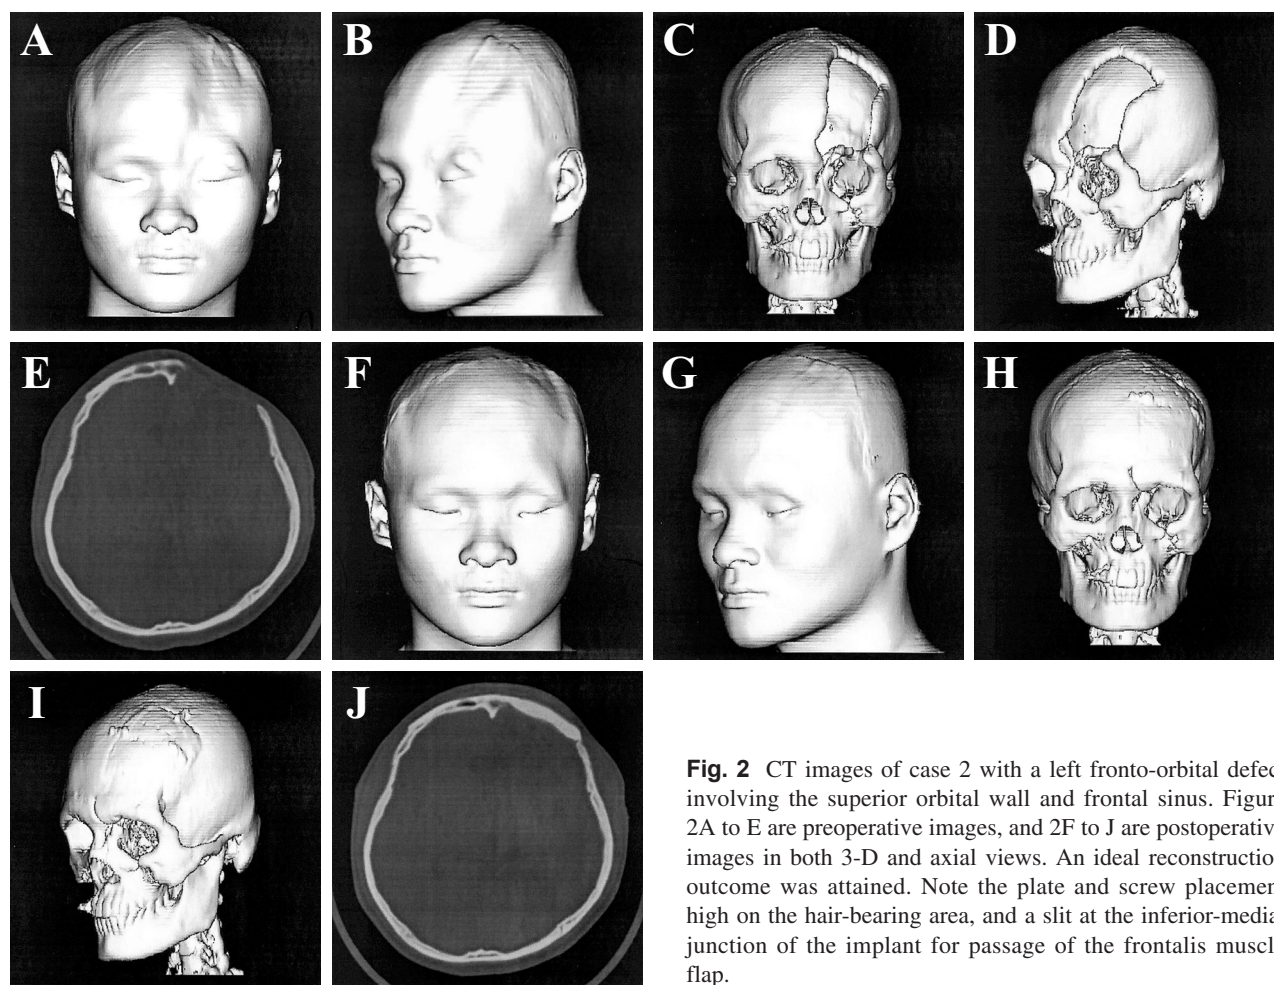 A
B
C
D
E
F
G
H
I
J
Fig. 2 CT images of case 2 with a left fronto-orbital defec
involving the superior orbital wall and frontal sinus. Figur
2A to E are preoperative images, and 2F to J are postoperativ
images in both 3-D and axial views. An ideal reconstructio
outcome was attained. Note the plate and screw placemen
high on the hair-bearing area, and a slit at the inferior-media
junction of the implant for passage of the frontalis muscl
flap.